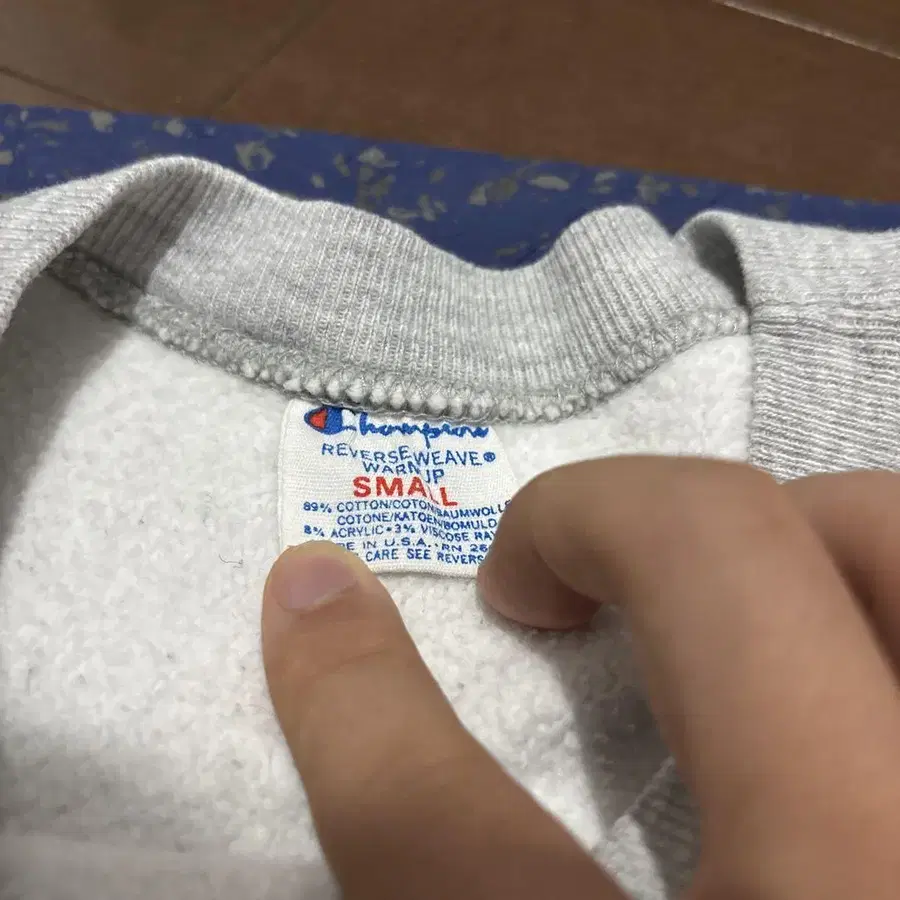 Champion
REVERSE WEAVE®
WARM UP
SMALL
89% COTTON/COTON/BAUMWOLLE
COTONE/KATOEN/BOMULD
8% ACRYLIC•3% VISCOSE RAY
E IN U.S.A.•RN 26
CARE SEE REVERS